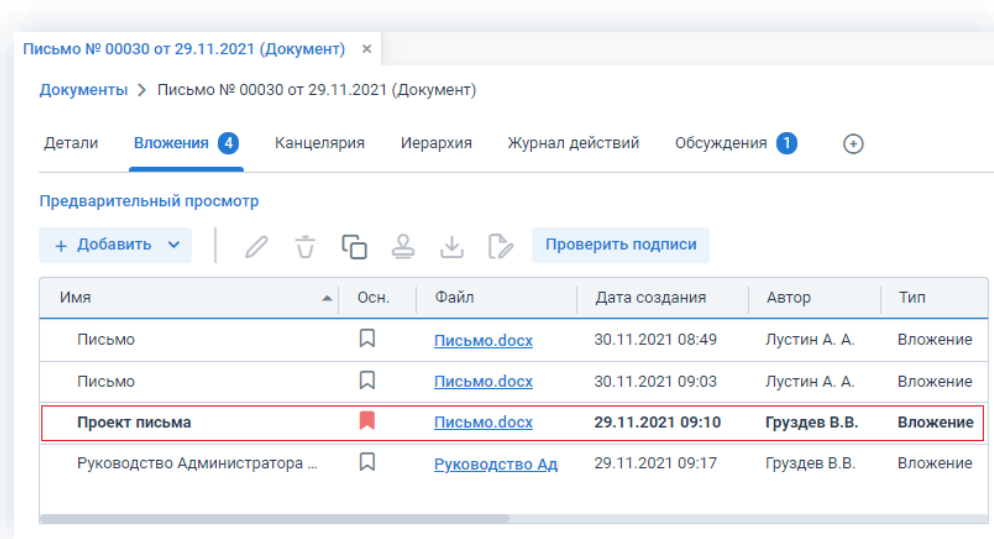 Письмо № 00030 от 29.11.2021 (Документ) ×
Документы > Письмо № 00030 от 29.11.2021 (Документ)
Детали Вложения 4 Канцелярия Иерархия Журнал действий Обсуждения 1
Предварительный просмотр
+ Добавить Проверить подписи
Имя Осн. Файл Дата создания Автор Тип
Письмо Письмо.docx 30.11.2021 08:49 Лустин А. А. Вложение
Письмо Письмо.docx 30.11.2021 09:03 Лустин А. А. Вложение
Проект письма Письмо.docx 29.11.2021 09:10 Груздев В.В. Вложение
Руководство Администратора ... Руководство Ад 29.11.2021 09:17 Груздев В.В. Вложение